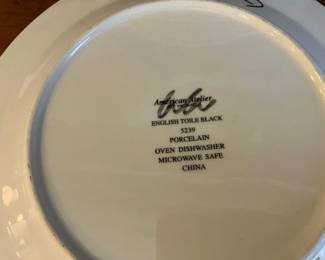 American Atelier
ENGLISH TOILE BLACK
5239
PORCELAIN
OVEN DISHWASHER
MICROWAVE SAFE
CHINA